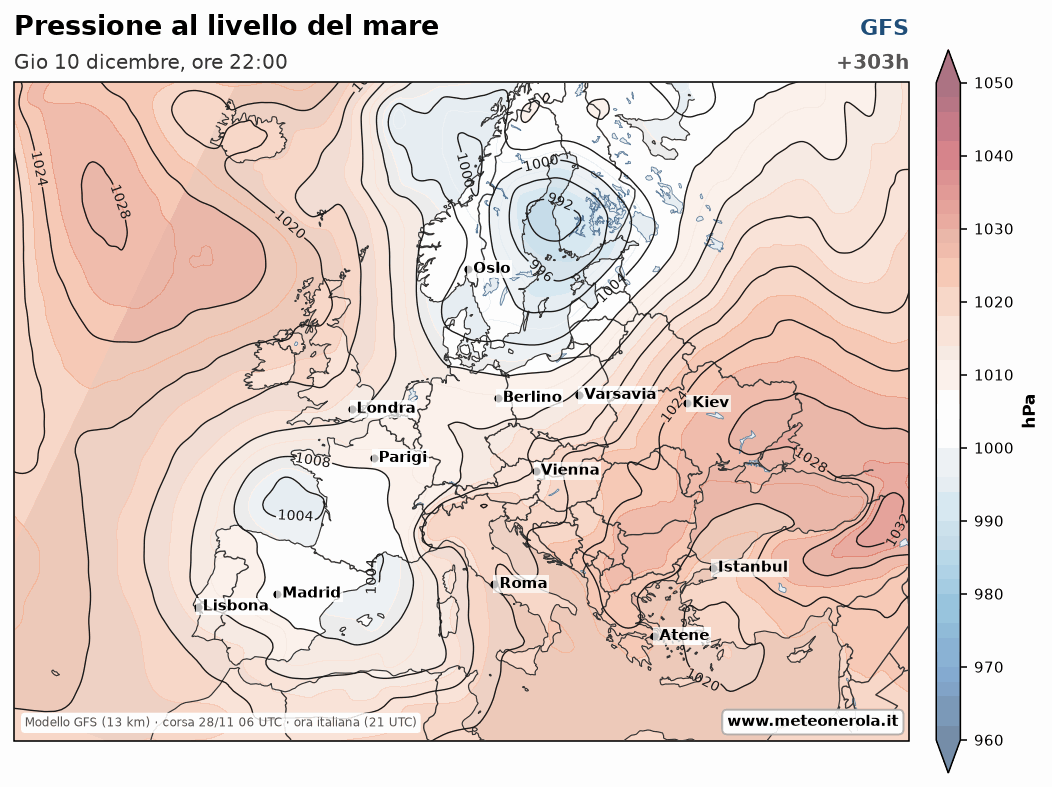 Pressione al livello del mare
GFS
Gio 10 dicembre, ore 22:00
+303h
1050
1040
1030
1020
1010
1000
990
980
970
960
hPa
1024
1028
1020
1000
1000
992
996
1004
Oslo
Berlino
Varsavia
Kiev
1024
Londra
Parigi
1008
Vienna
1028
1004
1032
Istanbul
1004
Roma
Madrid
Lisbona
Atene
1020
Modello GFS (13 km) · corsa 28/11 06 UTC · ora italiana (21 UTC)
www.meteonerola.it